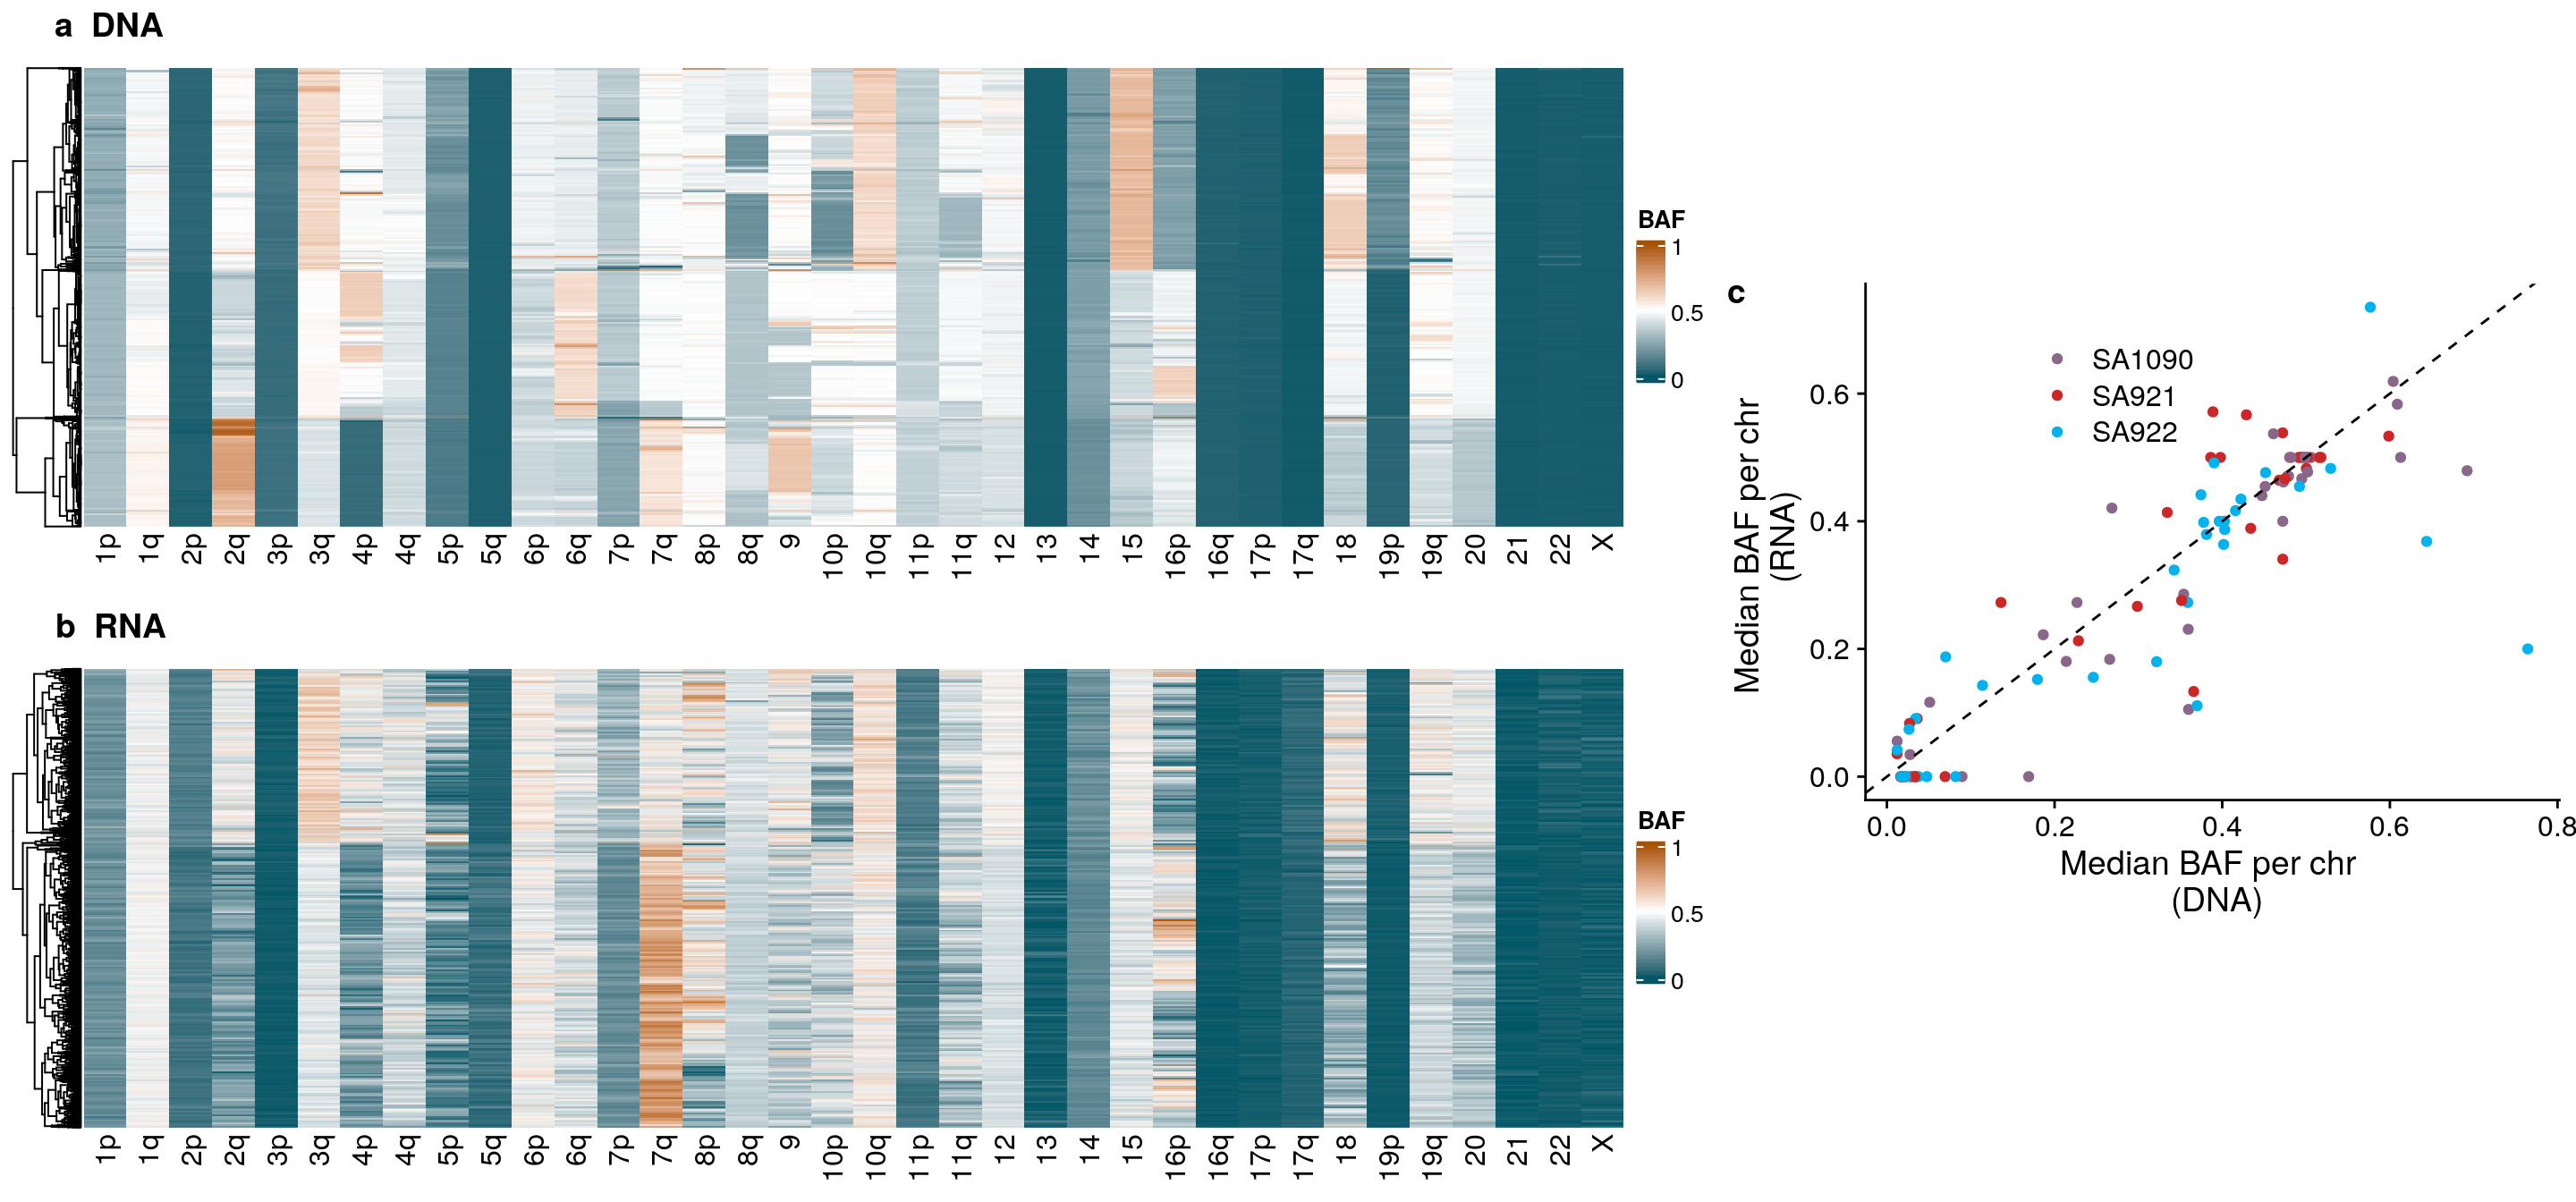 a DNA
BAF
1
0.5
0
1p 1q 2p 2q 3p 3q 4p 4q 5p 5q 6p 6q 7p 7q 8p 8q 9 10p 10q 11p 11q 12 13 14 15 16p 16q 17p 17q 18 19p 19q 20 21 22 X
b RNA
BAF
1
0.5
0
1p 1q 2p 2q 3p 3q 4p 4q 5p 5q 6p 6q 7p 7q 8p 8q 9 10p 10q 11p 11q 12 13 14 15 16p 16q 17p 17q 18 19p 19q 20 21 22 X
c
Median BAF per chr
(RNA)
0.6
0.4
0.2
0.0
SA1090
SA921
SA922
0.0 0.2 0.4 0.6 0.8
Median BAF per chr
(DNA)